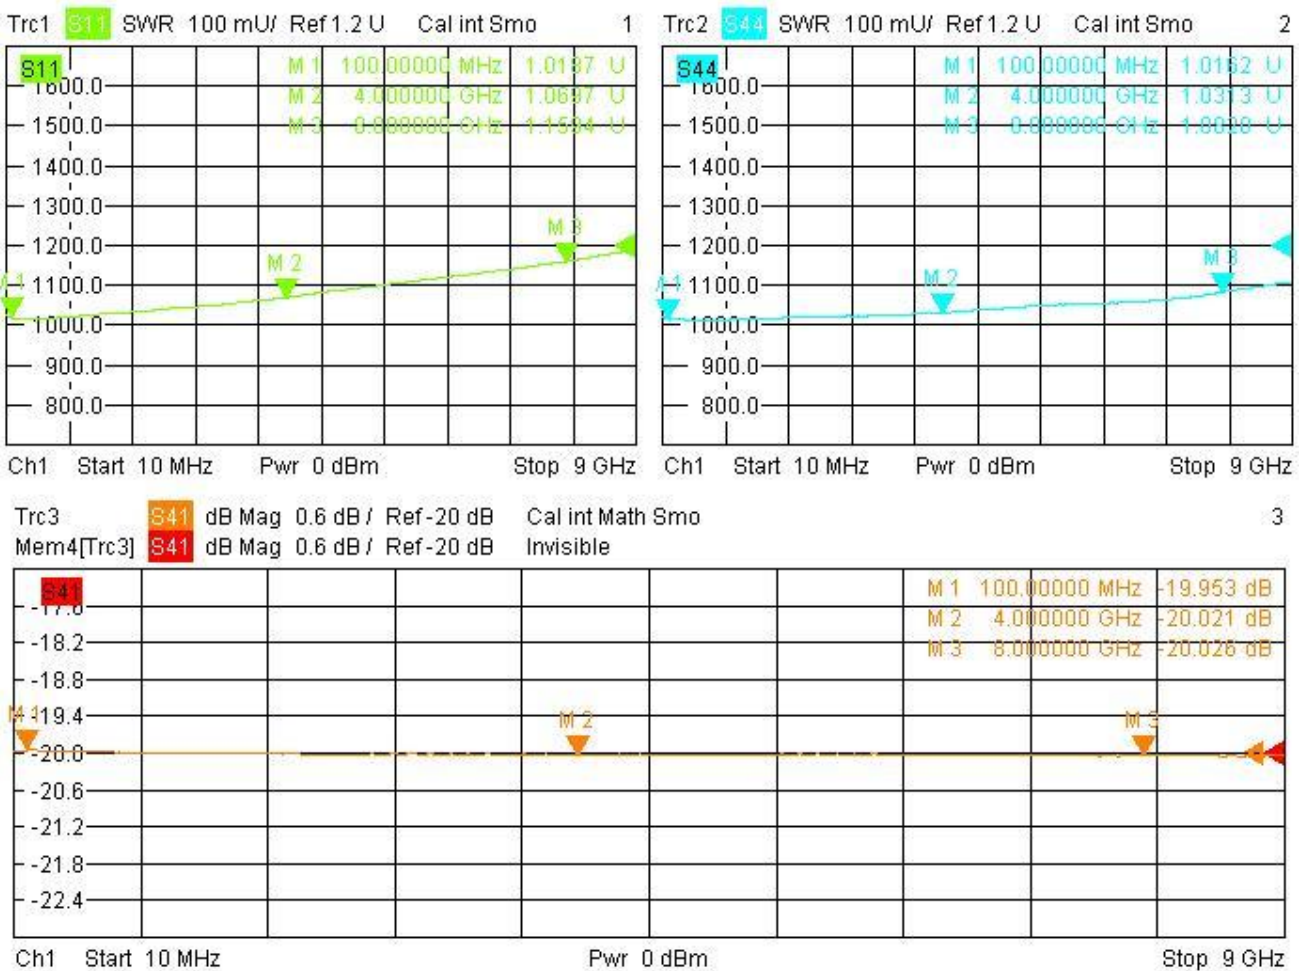 Trc1 S11 SWR 100 mU/ Ref 1.2 U Cal int Smo 1
S11
M 1 100.00000 MHz 1.0187 U
M 2 4.000000 GHz 1.0697 U
M 3
1600.0
1500.0
1400.0
1300.0
1200.0
1100.0
1000.0
900.0
800.0
M 2
M 3
Ch1 Start 10 MHz Pwr 0 dBm Stop 9 GHz
Trc2 S44 SWR 100 mU/ Ref 1.2 U Cal int Smo 2
S44
M 1 100.00000 MHz 1.0162 U
M 2 4.000000 GHz 1.0313 U
M 3
1600.0
1500.0
1400.0
1300.0
1200.0
1100.0
1000.0
900.0
800.0
M 2
M 3
Ch1 Start 10 MHz Pwr 0 dBm Stop 9 GHz
Trc3 S41 dB Mag 0.6 dB / Ref -20 dB Cal int Math Smo 3
Mem4[Trc3] S41 dB Mag 0.6 dB / Ref -20 dB Invisible
S41
M 1 100.00000 MHz -19.953 dB
M 2 4.000000 GHz -20.021 dB
M 3 8.000000 GHz -20.026 dB
-17.6
-18.2
-18.8
-19.4
-20.0
-20.6
-21.2
-21.8
-22.4
M 1
M 2
M 3
Ch1 Start 10 MHz Pwr 0 dBm Stop 9 GHz